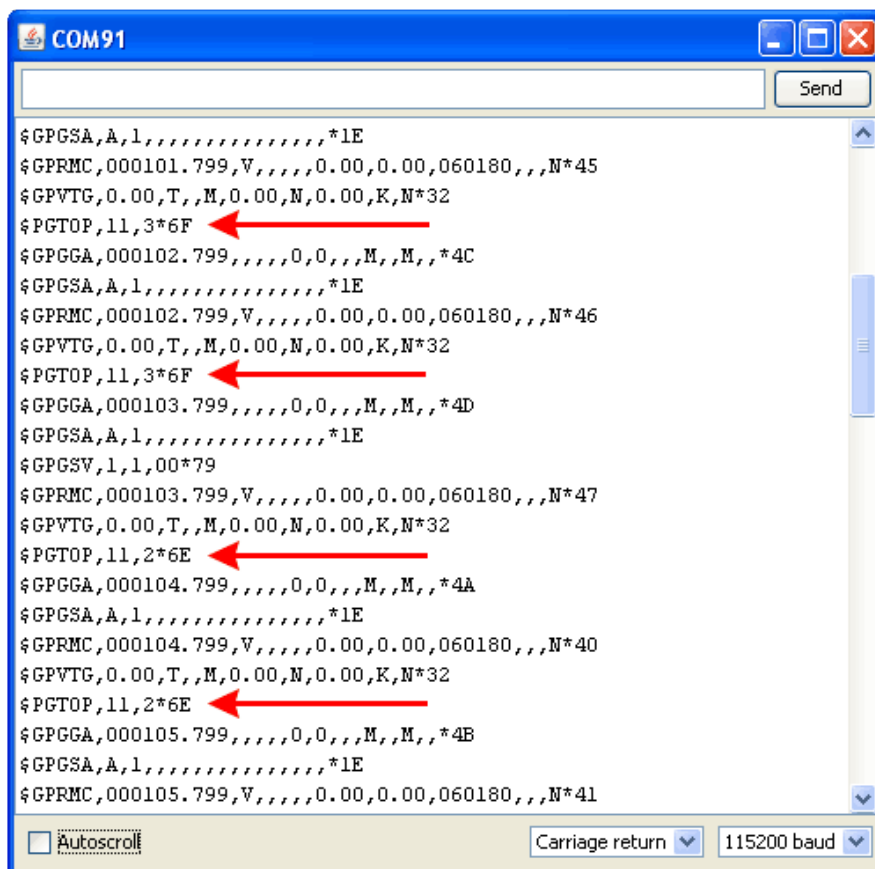 COM91
Send
$GPGSA,A,1,,,,,,,,,,,,,,,*1E
$GPRMC,000101.799,V,,,,,0.00,0.00,060180,,,N*45
$GPVTG,0.00,T,,M,0.00,N,0.00,K,N*32
$PGTOP,11,3*6F
$GPGGA,000102.799,,,,,0,0,,,M,,M,,*4C
$GPGSA,A,1,,,,,,,,,,,,,,,*1E
$GPRMC,000102.799,V,,,,,0.00,0.00,060180,,,N*46
$GPVTG,0.00,T,,M,0.00,N,0.00,K,N*32
$PGTOP,11,3*6F
$GPGGA,000103.799,,,,,0,0,,,M,,M,,*4D
$GPGSA,A,1,,,,,,,,,,,,,,,*1E
$GPGSV,1,1,00*79
$GPRMC,000103.799,V,,,,,0.00,0.00,060180,,,N*47
$GPVTG,0.00,T,,M,0.00,N,0.00,K,N*32
$PGTOP,11,2*6E
$GPGGA,000104.799,,,,,0,0,,,M,,M,,*4A
$GPGSA,A,1,,,,,,,,,,,,,,,*1E
$GPRMC,000104.799,V,,,,,0.00,0.00,060180,,,N*40
$GPVTG,0.00,T,,M,0.00,N,0.00,K,N*32
$PGTOP,11,2*6E
$GPGGA,000105.799,,,,,0,0,,,M,,M,,*4B
$GPGSA,A,1,,,,,,,,,,,,,,,*1E
$GPRMC,000105.799,V,,,,,0.00,0.00,060180,,,N*41
Autoscroll
Carriage return
115200 baud